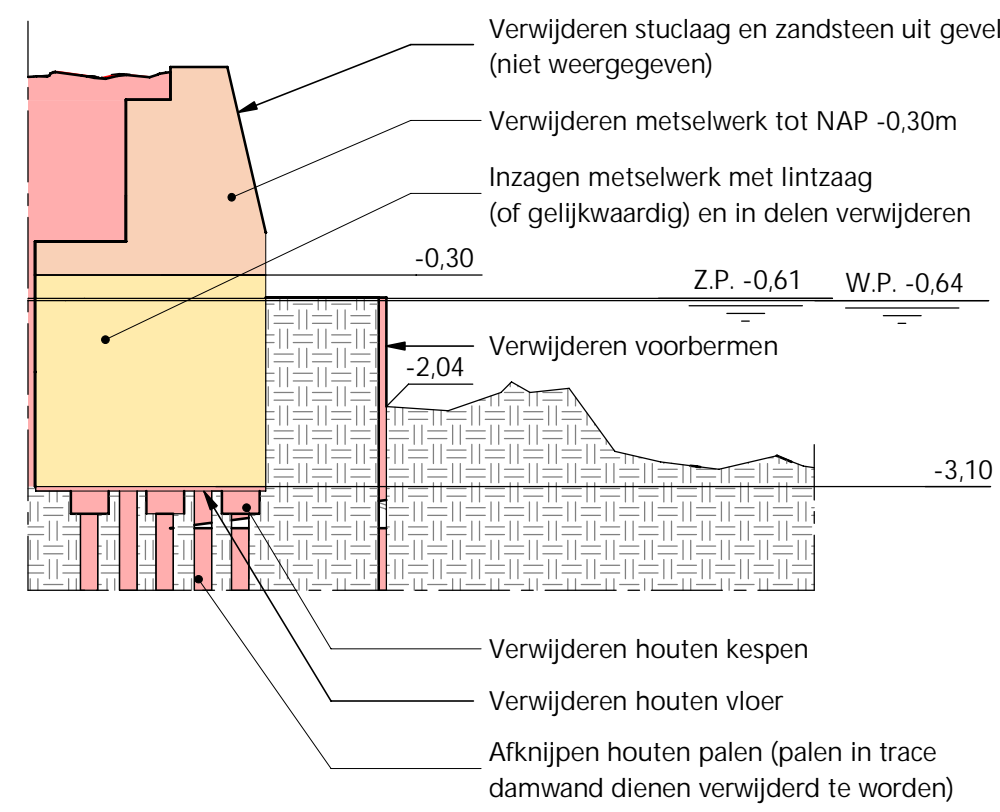 Verwijderen stuclaag en zandsteen uit gevel
(niet weergegeven)
Verwijderen metselwerk tot NAP -0,30m
Inzagen metselwerk met lintzaag
(of gelijkwaardig) en in delen verwijderen
-0,30
Z.P. -0,61
W.P. -0,64
Verwijderen voorbermen
-2,04
-3,10
Verwijderen houten kespen
Verwijderen houten vloer
Afknijpen houten palen (palen in trace
damwand dienen verwijderd te worden)